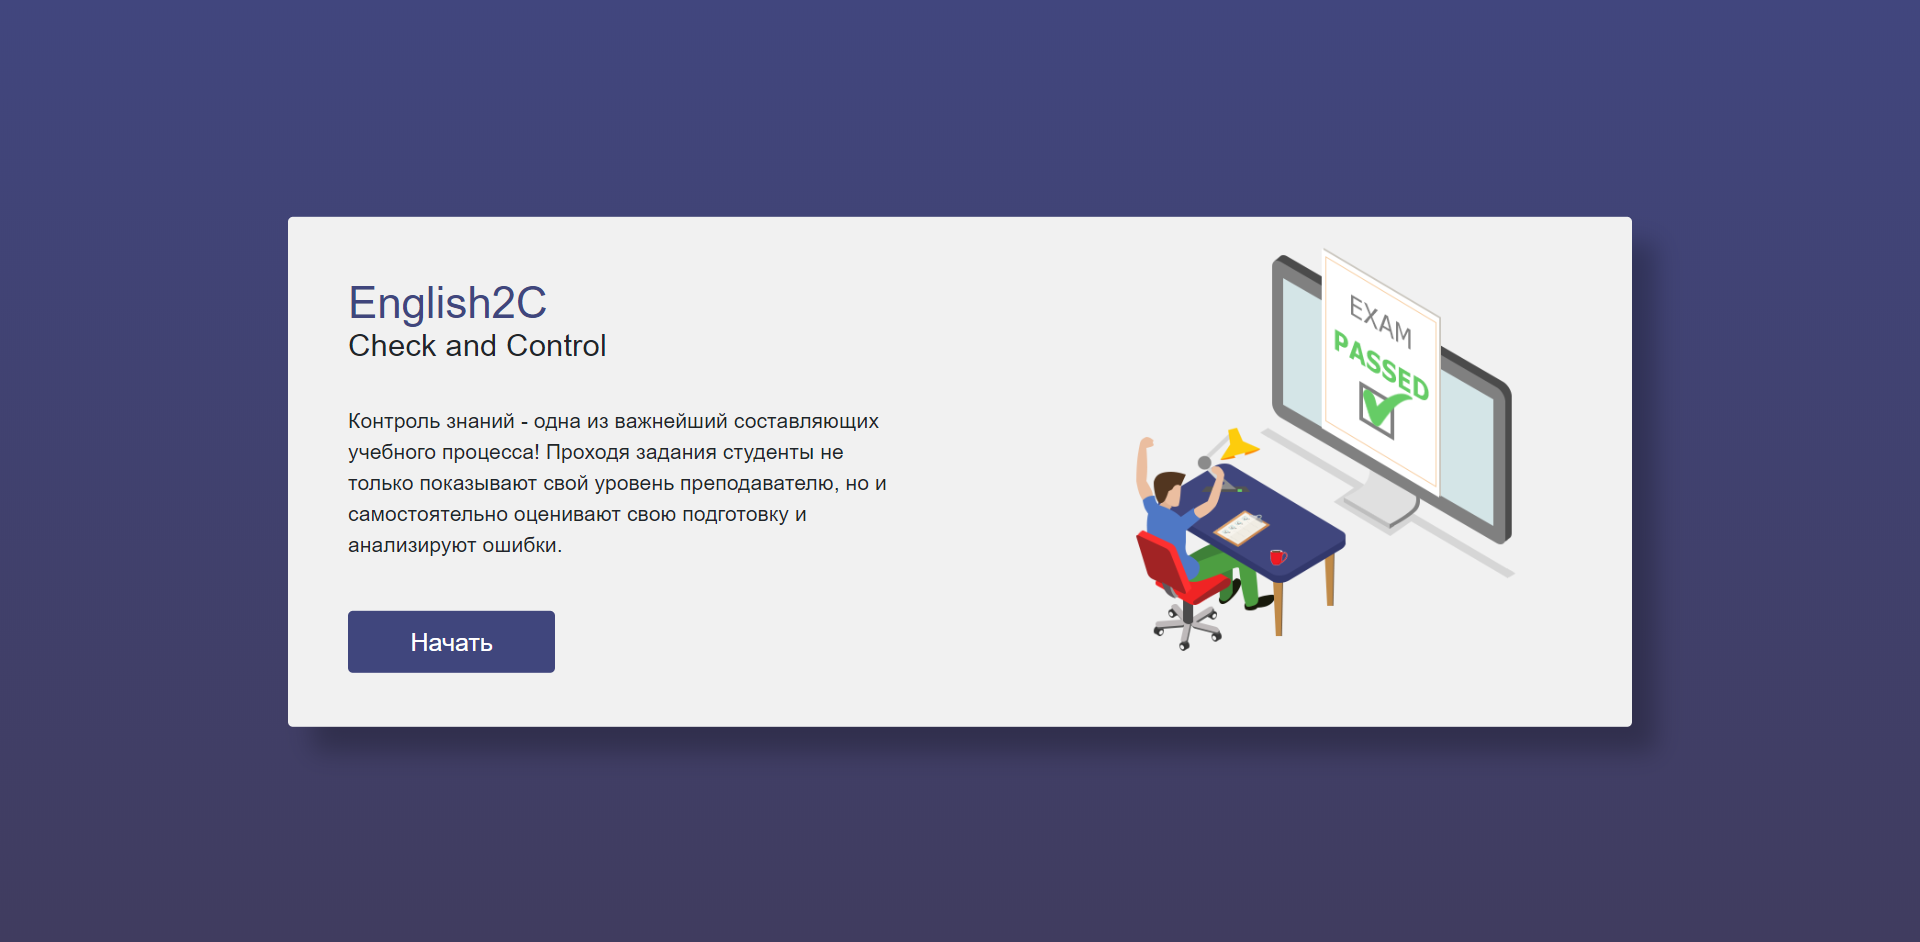 English2C
Check and Control
Контроль знаний - одна из важнейший составляющих
учебного процесса! Проходя задания студенты не
только показывают свой уровень преподавателю, но и
самостоятельно оценивают свою подготовку и
анализируют ошибки.
Начать
EXAM
PASSED